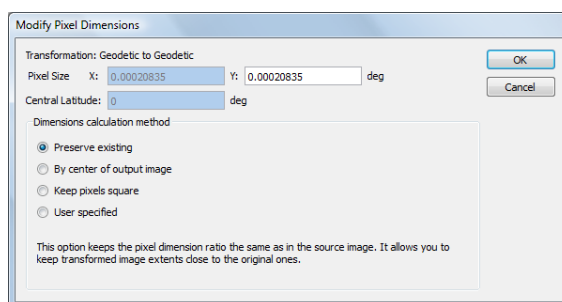 Modify Pixel Dimensions
Transformation: Geodetic to Geodetic
OK
Pixel Size X: 0.00020835 Y: 0.00020835 deg
Cancel
Central Latitude: 0 deg
Dimensions calculation method
Preserve existing
By center of output image
Keep pixels square
User specified
This option keeps the pixel dimension ratio the same as in the source image. It allows you to
keep transformed image extents close to the original ones.